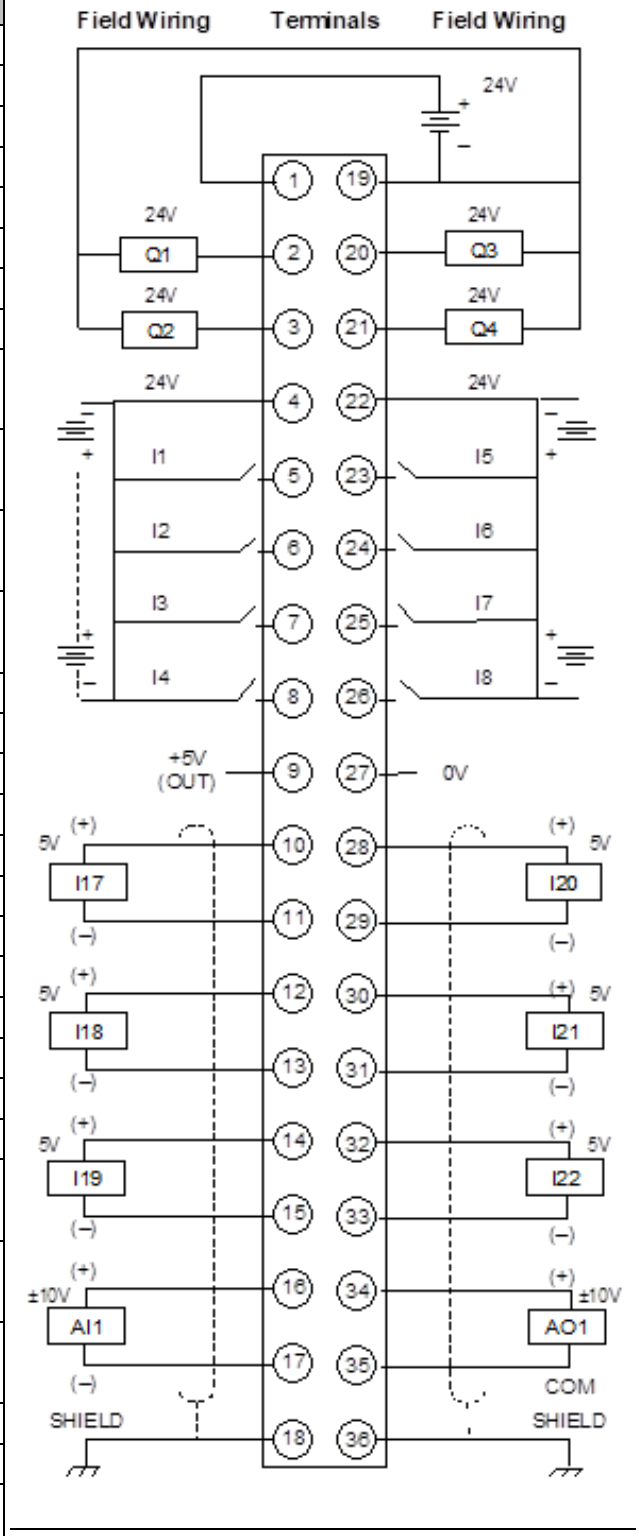 Field Wiring Terminals Field Wiring
24V
+
–
1 19
24V 24V
Q1 2 20 Q3
24V 24V
Q2 3 21 Q4
24V 4 22 24V
– –
+ +
I1 5 23 I5
I2 6 24 I6
I3 7 25 I7
+ +
– –
I4 8 26 I8
+5V
(OUT) 9 27 0V
(+) (+)
5V 10 28 5V
I17 I20
11 29
(–) (–)
(+) (+)
5V 12 30 5V
I18 I21
13 31
(–) (–)
(+) (+)
5V 14 32 5V
I19 I22
15 33
(–) (–)
(+) (+)
±10V 16 34 ±10V
AI1 AO1
17 35
(–) COM
SHIELD SHIELD
18 36